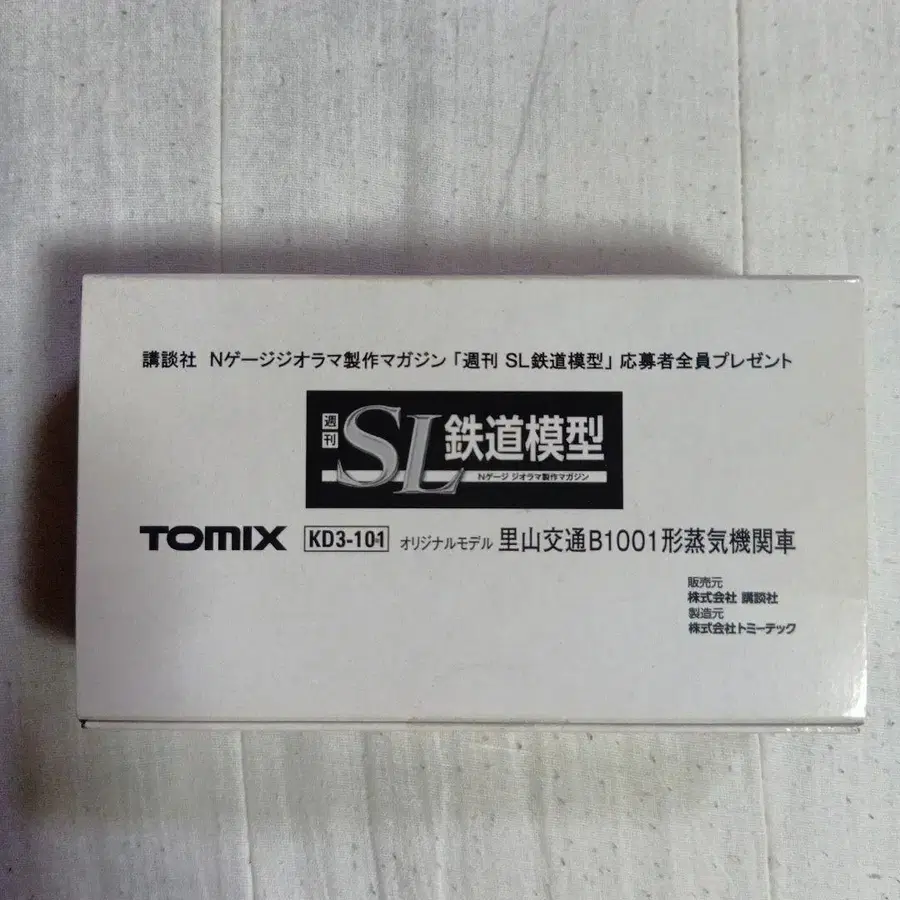 講談社 Nゲージジオラマ製作マガジン「週刊 SL鉄道模型」応募者全員プレゼント
週刊 SL 鉄道模型
Nゲージ ジオラマ製作マガジン
TOMIX KD3-101 オリジナルモデル 里山交通B1001形蒸気機関車
販売元
株式会社 講談社
製造元
株式会社トミーテック